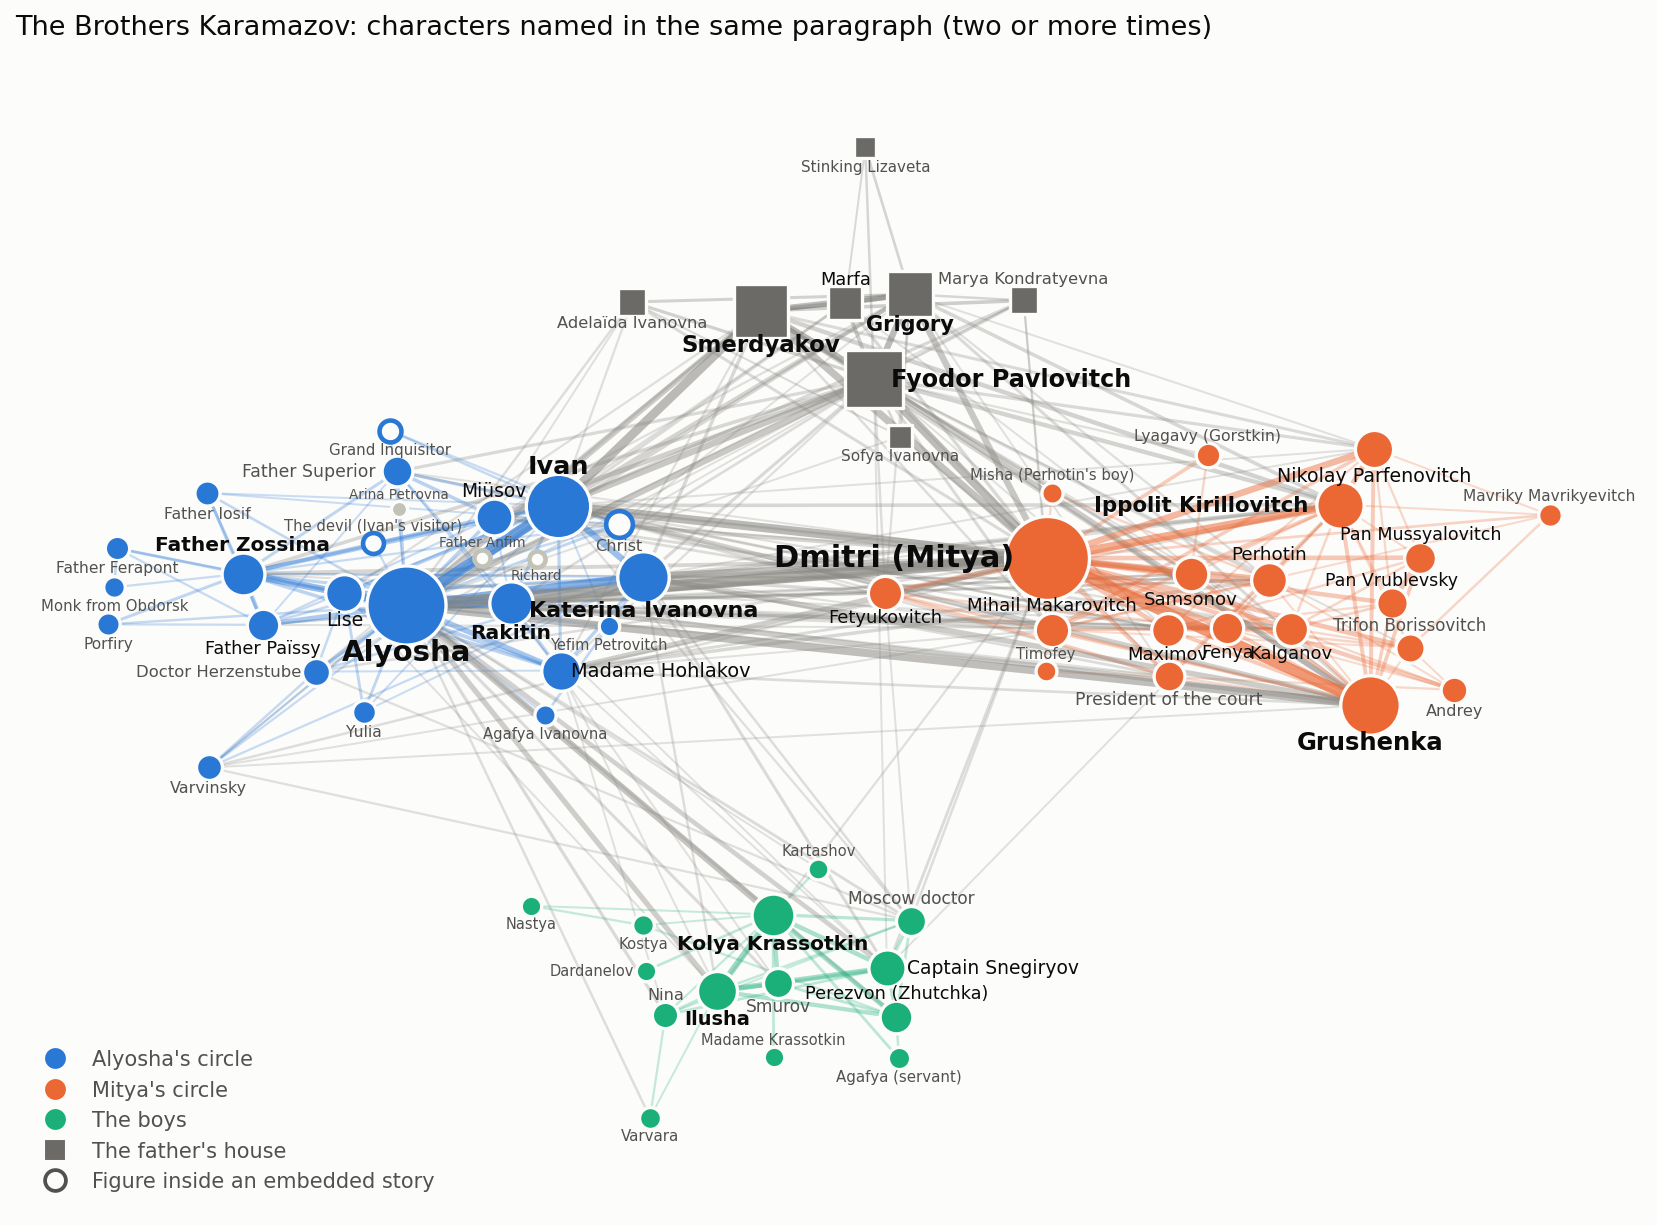 The Brothers Karamazov: characters named in the same paragraph (two or more times)
Stinking Lizaveta
Marfa
Marya Kondratyevna
Adelaïda Ivanovna
Grigory
Smerdyakov
Fyodor Pavlovitch
Lyagavy (Gorstkin)
Grand Inquisitor
Sofya Ivanovna
Ivan
Father Superior
Misha (Perhotin's boy)
Nikolay Parfenovitch
Miüsov
Arina Petrovna
Mavriky Mavrikyevitch
Ippolit Kirillovitch
Father Iosif
The devil (Ivan's visitor)
Pan Mussyalovitch
Father Anfim
Father Zossima
Christ
Perhotin
Dmitri (Mitya)
Father Ferapont
Richard
Pan Vrublevsky
Samsonov
Monk from Obdorsk
Mihail Makarovitch
Katerina Ivanovna
Fetyukovitch
Lise
Trifon Borissovitch
Rakitin
Porfiry
Yefim Petrovitch
Father Païssy
Alyosha
Timofey
Maximov
Fenya
Kalganov
Doctor Herzenstube
Madame Hohlakov
President of the court
Andrey
Yulia
Agafya Ivanovna
Grushenka
Varvinsky
Kartashov
Moscow doctor
Nastya
Kostya
Kolya Krassotkin
Dardanelov
Captain Snegiryov
Nina
Perezvon (Zhutchka)
Smurov
Ilusha
Madame Krassotkin
Agafya (servant)
Varvara
Alyosha's circle
Mitya's circle
The boys
The father's house
Figure inside an embedded story